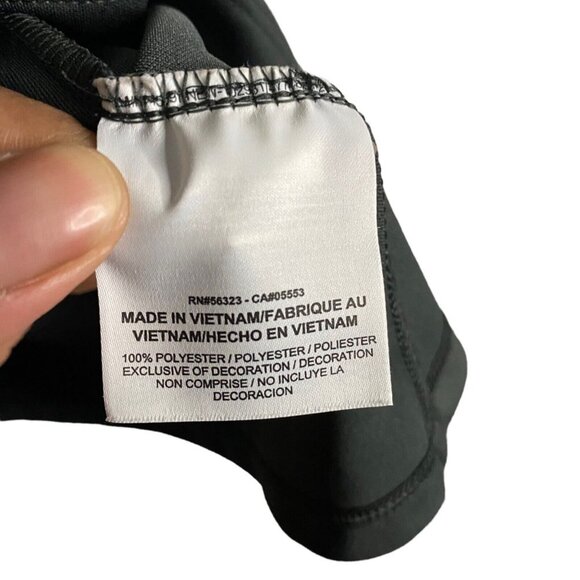 RN#56323 - CA#05553
MADE IN VIETNAM/FABRIQUE AU
VIETNAM/HECHO EN VIETNAM
100% POLYESTER / POLYESTER / POLIESTER
EXCLUSIVE OF DECORATION / DECORATION
NON COMPRISE / NO INCLUYE LA
DECORACION